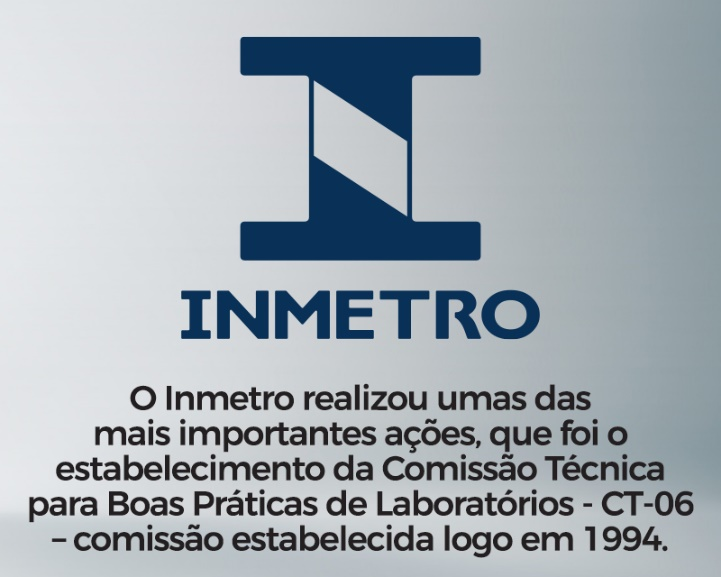 INMETRO
O Inmetro realizou umas das
mais importantes ações, que foi o
estabelecimento da Comissão Técnica
para Boas Práticas de Laboratórios - CT-06
– comissão estabelecida logo em 1994.